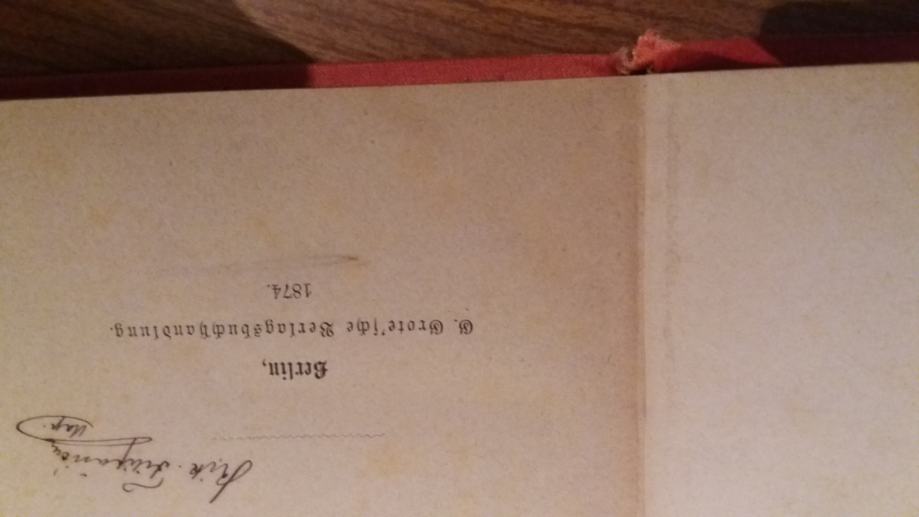 Berlin,
G. Grote'sche Verlagsbuchhandlung.
1874.